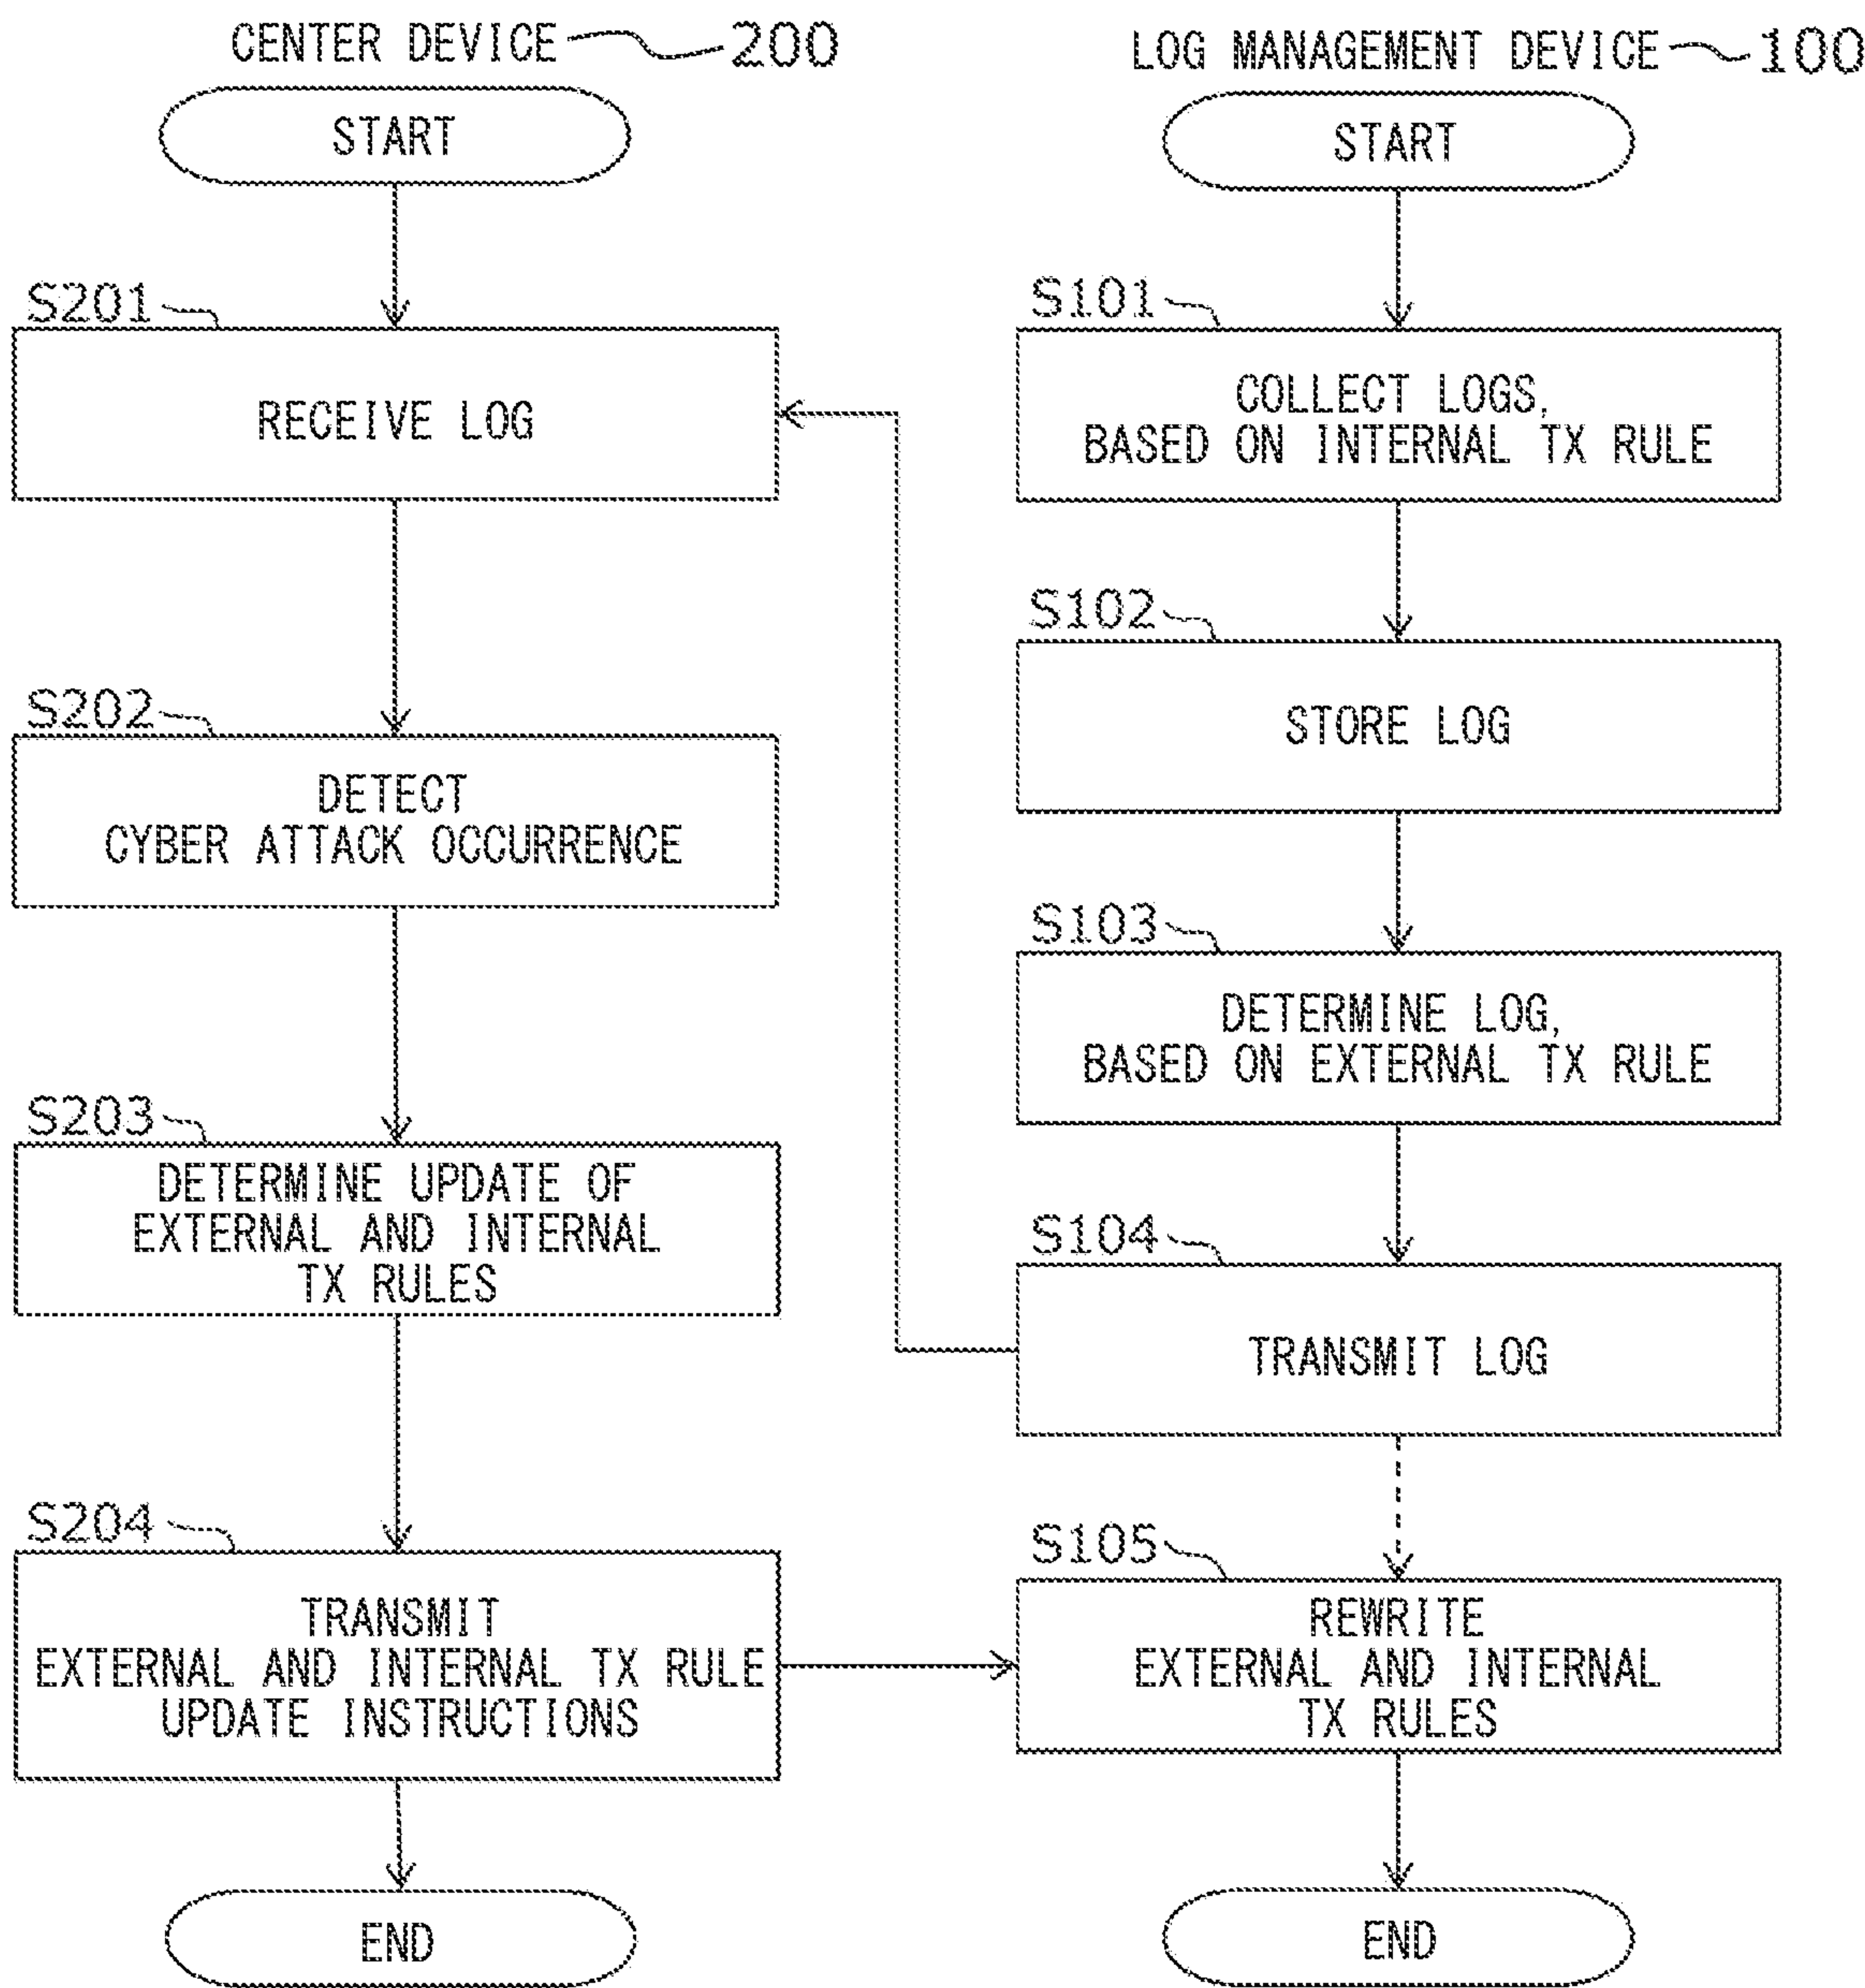 CENTER DEVICE 200
START
S201
RECEIVE LOG
S202
DETECT
CYBER ATTACK OCCURRENCE
S203
DETERMINE UPDATE OF
EXTERNAL AND INTERNAL
TX RULES
S204
TRANSMIT
EXTERNAL AND INTERNAL TX RULE
UPDATE INSTRUCTIONS
END
LOG MANAGEMENT DEVICE 100
START
S101
COLLECT LOGS,
BASED ON INTERNAL TX RULE
S102
STORE LOG
S103
DETERMINE LOG,
BASED ON EXTERNAL TX RULE
S104
TRANSMIT LOG
S105
REWRITE
EXTERNAL AND INTERNAL
TX RULES
END